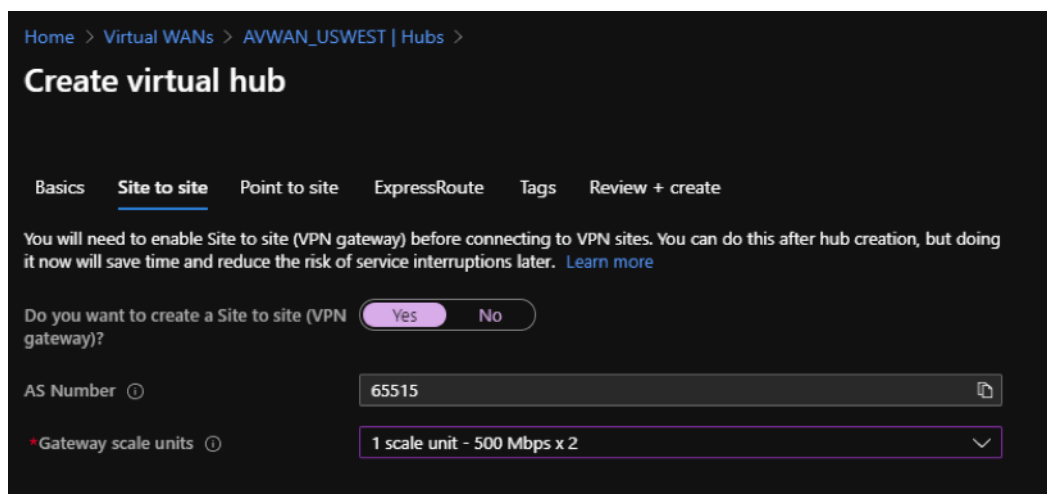 Home > Virtual WANs > AVWAN_USWEST | Hubs >
Create virtual hub
Basics Site to site Point to site ExpressRoute Tags Review + create
You will need to enable Site to site (VPN gateway) before connecting to VPN sites. You can do this after hub creation, but doing
it now will save time and reduce the risk of service interruptions later. Learn more
Do you want to create a Site to site (VPN
gateway)?
Yes No
AS Number
65515
*Gateway scale units
1 scale unit - 500 Mbps x 2